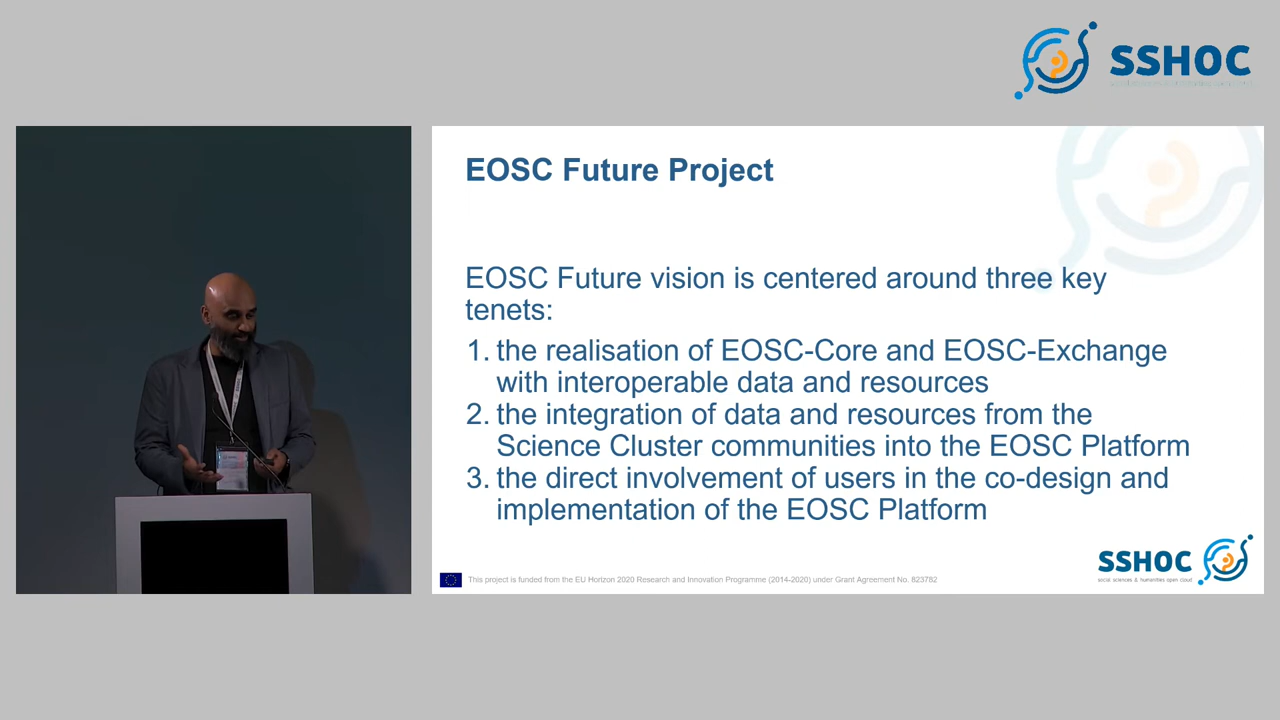 SSHOC
EOSC Future Project
EOSC Future vision is centered around three key
tenets:
1. the realisation of EOSC-Core and EOSC-Exchange
with interoperable data and resources
2. the integration of data and resources from the
Science Cluster communities into the EOSC Platform
3. the direct involvement of users in the co-design and
implementation of the EOSC Platform
This project is funded from the EU Horizon 2020 Research and Innovation Programme (2014-2020) under Grant Agreement No. 823782
SSHOC
social sciences & humanities open cloud